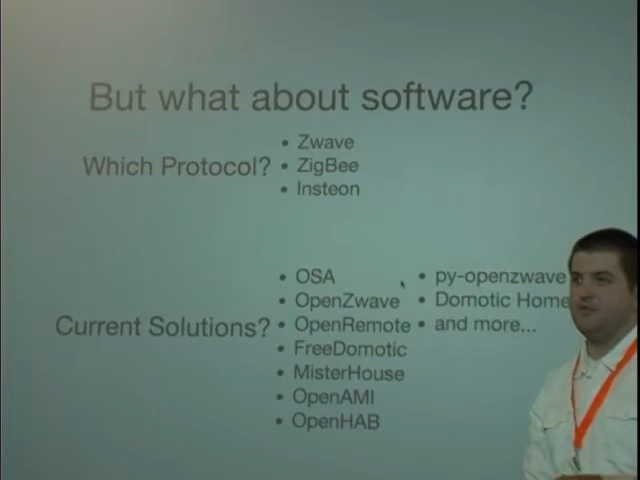 But what about software?
Which Protocol?
• Zwave
• ZigBee
• Insteon
Current Solutions?
• OSA
• OpenZwave
• OpenRemote
• FreeDomotic
• MisterHouse
• OpenAMI
• OpenHAB
• py-openzwave
• Domotic Home
• and more...